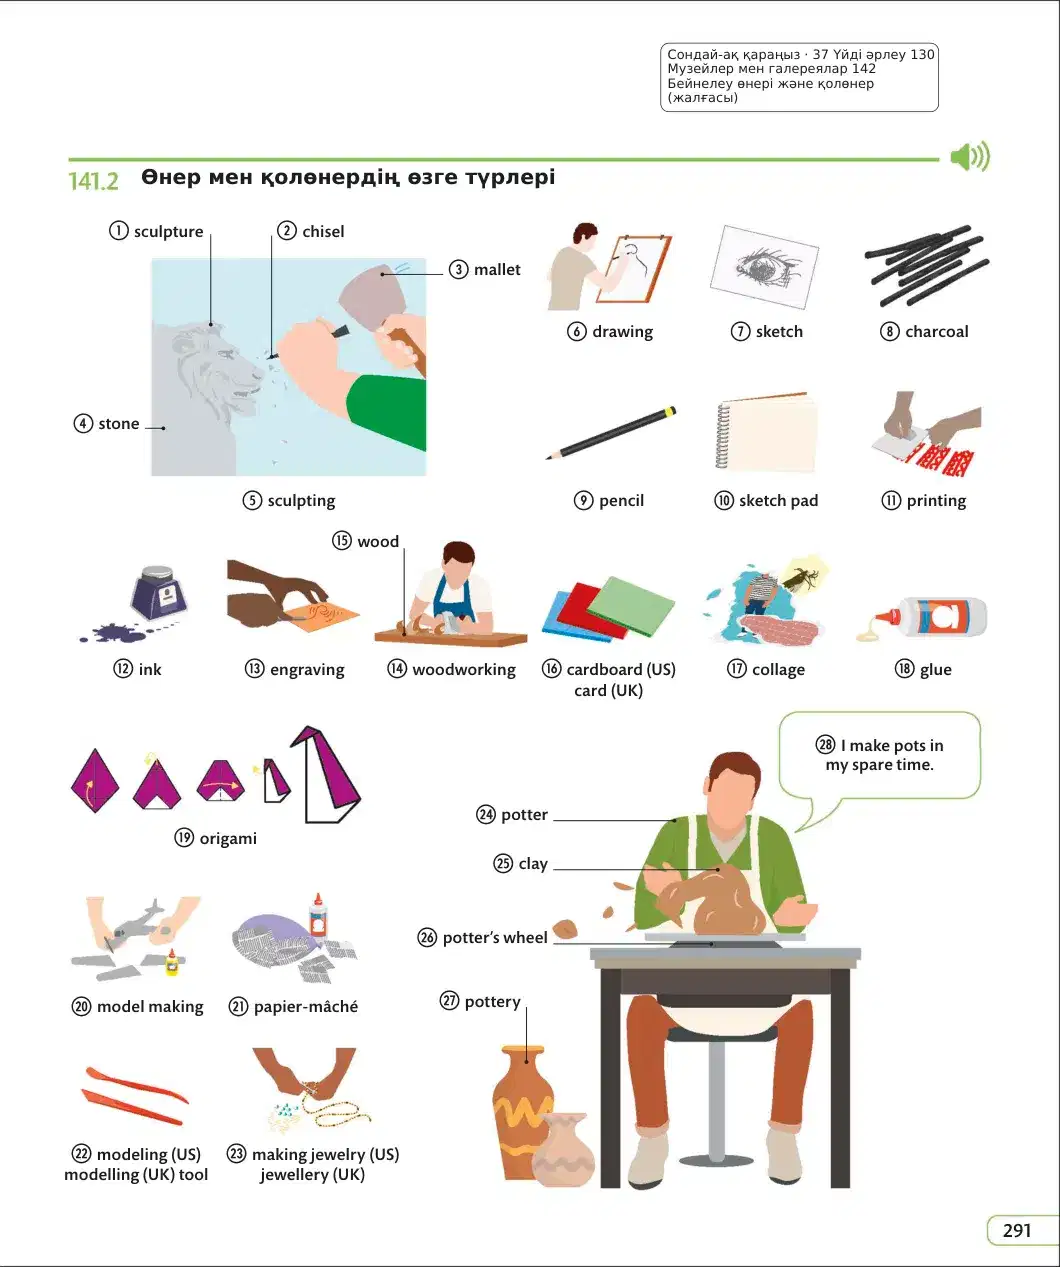 Сондай-ақ қараңыз · 37 Үйді әрлеу 130
Музейлер мен галереялар 142
Бейнелеу өнері және қолөнер
(жалғасы)
141.2 Өнер мен қолөнердің өзге түрлері
1 sculpture
2 chisel
3 mallet
4 stone
5 sculpting
6 drawing
7 sketch
8 charcoal
9 pencil
10 sketch pad
11 printing
12 ink
13 engraving
14 woodworking
15 wood
16 cardboard (US)
card (UK)
17 collage
18 glue
19 origami
20 model making
21 papier-mâché
22 modeling (US)
modelling (UK) tool
23 making jewelry (US)
jewellery (UK)
24 potter
25 clay
26 potter's wheel
27 pottery
28 I make pots in
my spare time.
291